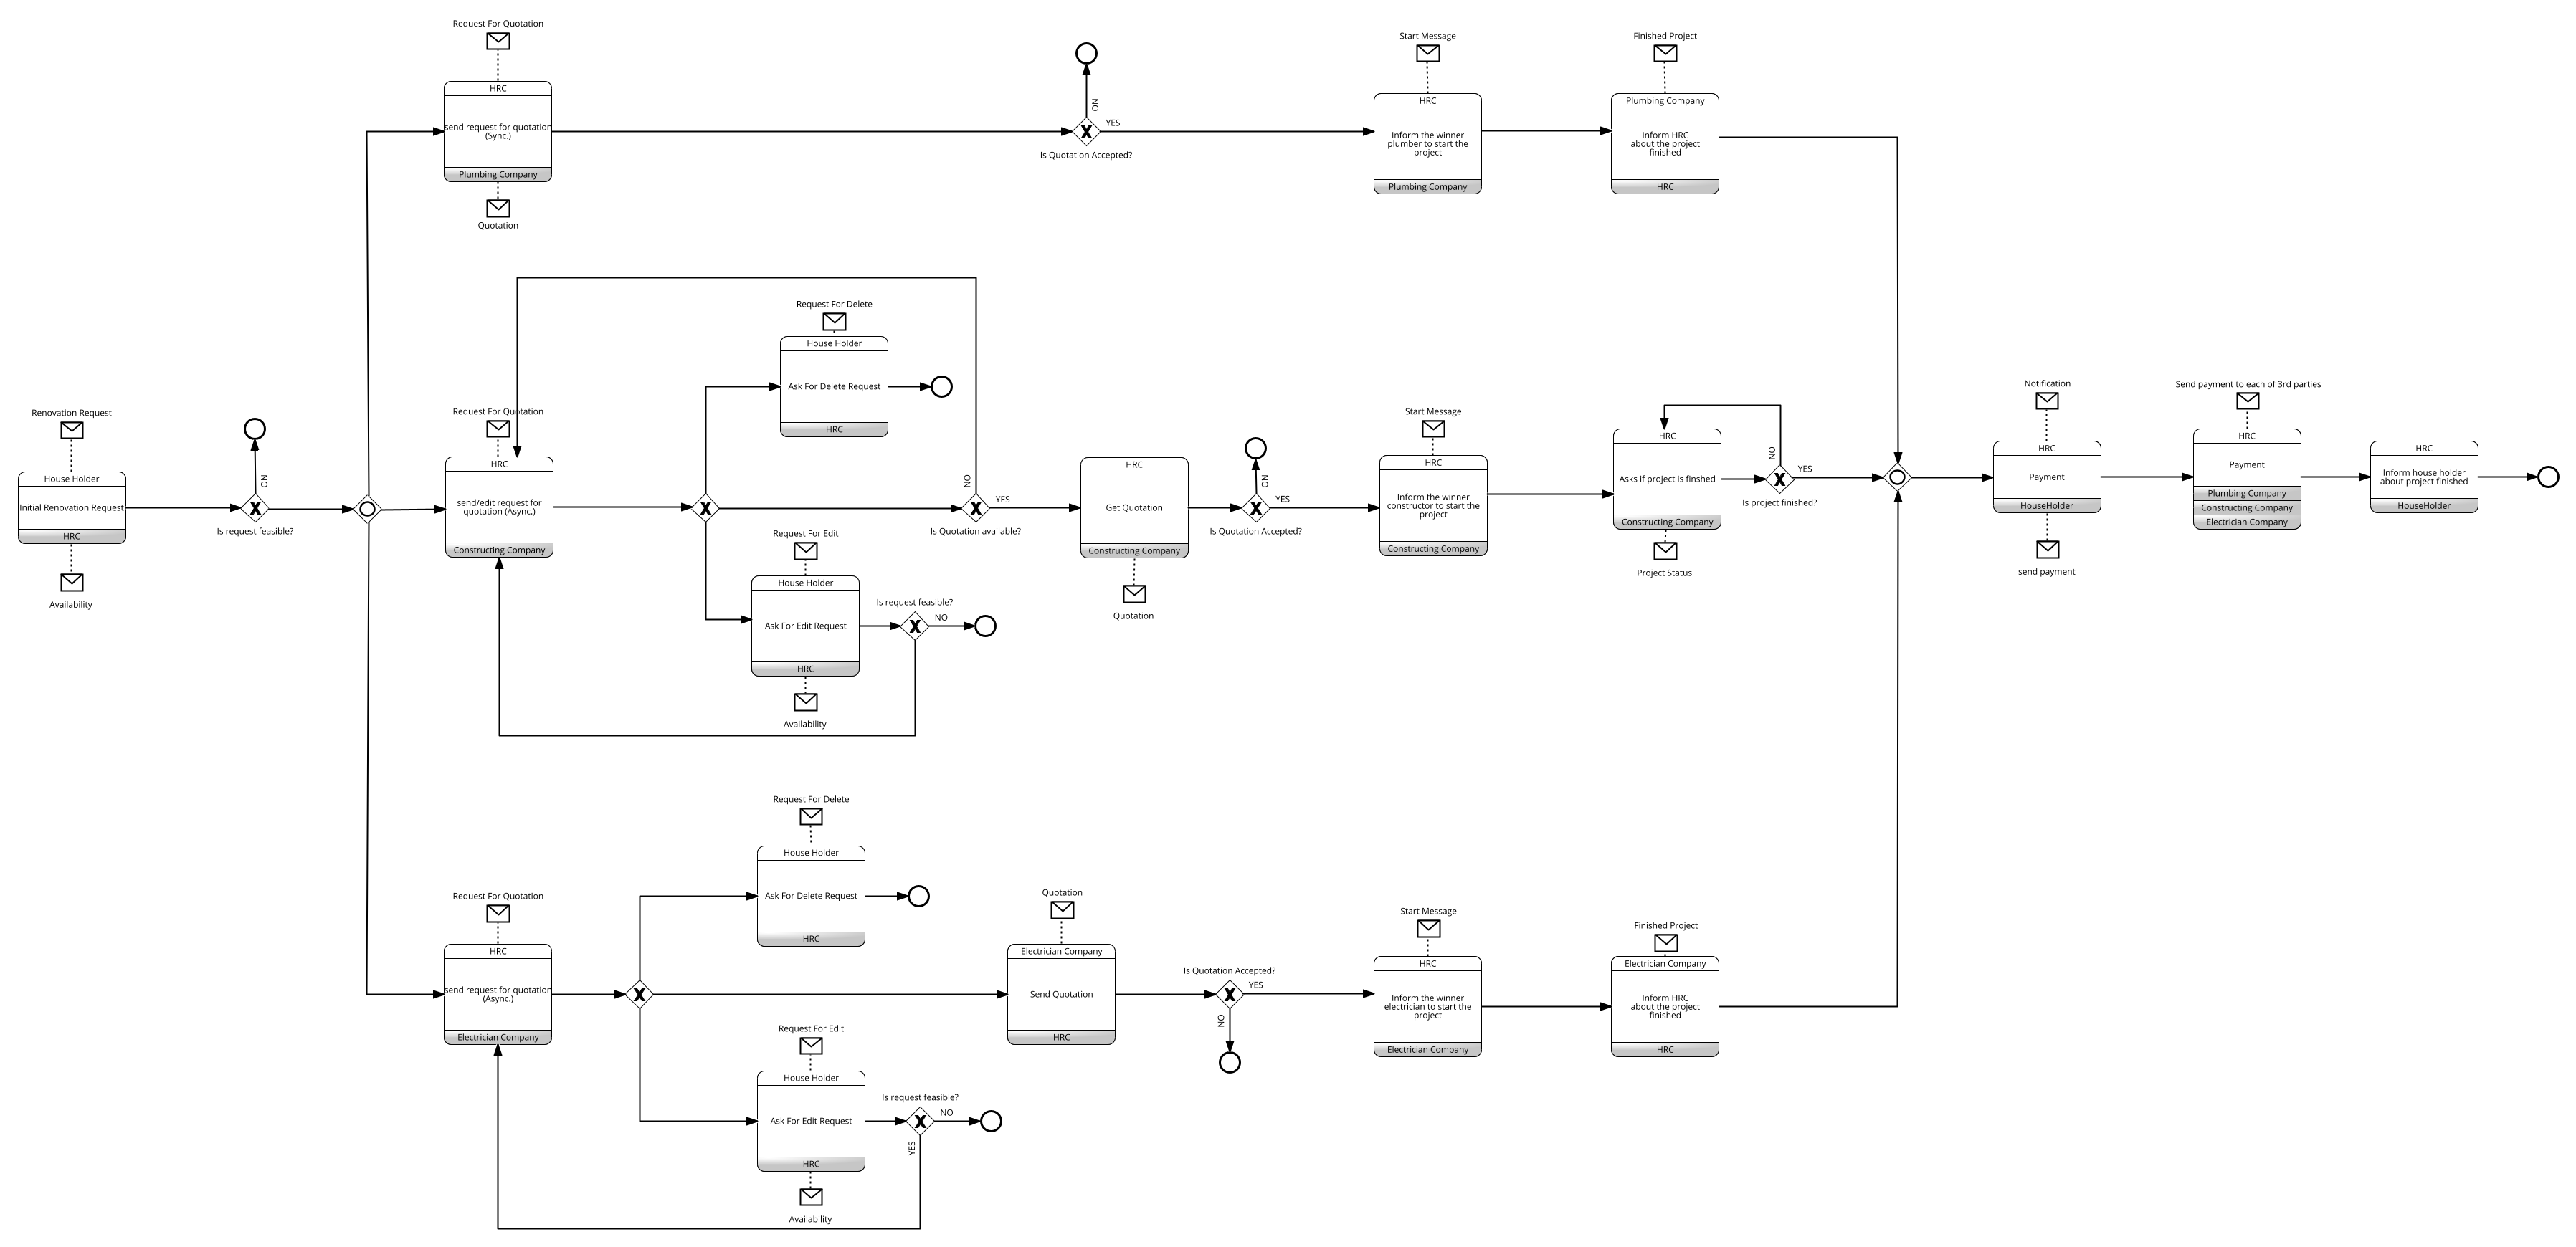 Request For Quotation
HRC
send request for quotation
(Sync.)
Plumbing Company
Quotation
NO
YES
Is Quotation Accepted?
Start Message
HRC
Inform the winner
plumber to start the
project
Plumbing Company
Finished Project
Plumbing Company
Inform HRC
about the project
finished
HRC
Renovation Request
House Holder
Initial Renovation Request
HRC
Availability
NO
Is request feasible?
Request For Quotation
HRC
send/edit request for
quotation (Async.)
Constructing Company
Request For Delete
House Holder
Ask For Delete Request
HRC
Request For Edit
House Holder
Ask For Edit Request
HRC
Availability
Is request feasible?
NO
NO
YES
Is Quotation available?
HRC
Get Quotation
Constructing Company
Quotation
NO
YES
Is Quotation Accepted?
Start Message
HRC
Inform the winner
constructor to start the
project
Constructing Company
HRC
Asks if project is finshed
Constructing Company
Project Status
NO
YES
Is project finished?
Notification
HRC
Payment
HouseHolder
send payment
Send payment to each of 3rd parties
HRC
Payment
Plumbing Company
Constructing Company
Electrician Company
HRC
Inform house holder
about project finished
HouseHolder
Request For Quotation
HRC
send request for quotation
(Async.)
Electrician Company
Request For Delete
House Holder
Ask For Delete Request
HRC
Request For Edit
House Holder
Ask For Edit Request
HRC
Availability
Is request feasible?
NO
YES
Quotation
Electrician Company
Send Quotation
HRC
Is Quotation Accepted?
YES
NO
Start Message
HRC
Inform the winner
electrician to start the
project
Electrician Company
Finished Project
Electrician Company
Inform HRC
about the project
finished
HRC